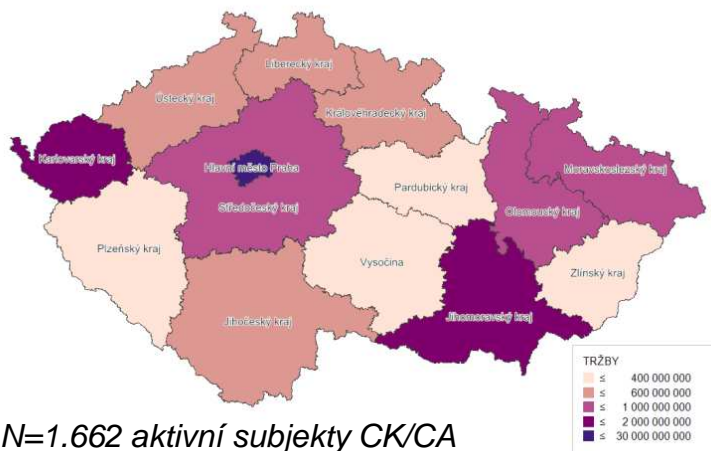 Liberecký kraj
Ústecký kraj
Královéhradecký kraj
Karlovarský kraj
Hlavní město Praha
Moravskoslezský kraj
Pardubický kraj
Středočeský kraj
Olomoucký kraj
Plzeňský kraj
Vysočina
Zlínský kraj
Jihočeský kraj
Jihomoravský kraj
TRŽBY
≤ 400 000 000
≤ 600 000 000
≤ 1 000 000 000
≤ 2 000 000 000
≤ 30 000 000 000
N=1.662 aktivní subjekty CK/CA